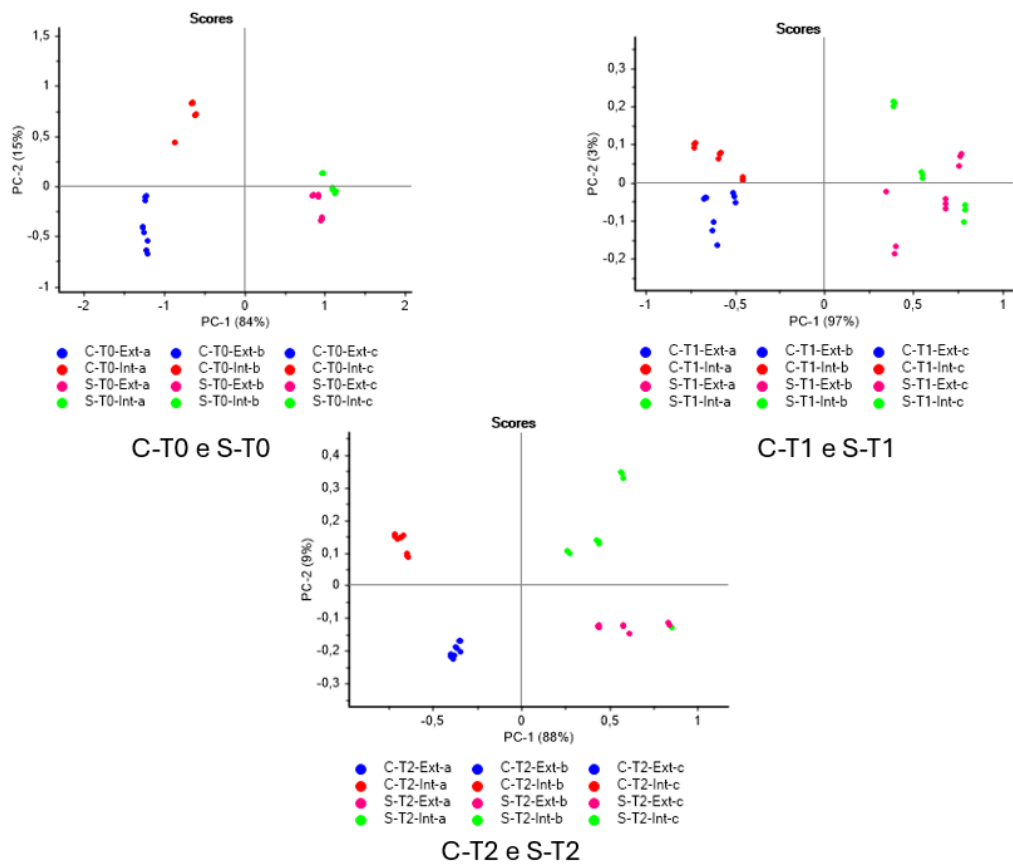 Scores
1,5
1
0,5
0
-0,5
-1
PC-2 (15%)
-2 -1 0 1 2
PC-1 (84%)
C-T0-Ext-a C-T0-Ext-b C-T0-Ext-c
C-T0-Int-a C-T0-Int-b C-T0-Int-c
S-T0-Ext-a S-T0-Ext-b S-T0-Ext-c
S-T0-Int-a S-T0-Int-b S-T0-Int-c
C-T0 e S-T0
Scores
0,3
0,2
0,1
0
-0,1
-0,2
PC-2 (3%)
-1 -0,5 0 0,5 1
PC-1 (97%)
C-T1-Ext-a C-T1-Ext-b C-T1-Ext-c
C-T1-Int-a C-T1-Int-b C-T1-Int-c
S-T1-Ext-a S-T1-Ext-b S-T1-Ext-c
S-T1-Int-a S-T1-Int-b S-T1-Int-c
C-T1 e S-T1
Scores
0,4
0,3
0,2
0,1
0
-0,1
-0,2
-0,3
PC-2 (9%)
-0,5 0 0,5 1
PC-1 (88%)
C-T2-Ext-a C-T2-Ext-b C-T2-Ext-c
C-T2-Int-a C-T2-Int-b C-T2-Int-c
S-T2-Ext-a S-T2-Ext-b S-T2-Ext-c
S-T2-Int-a S-T2-Int-b S-T2-Int-c
C-T2 e S-T2